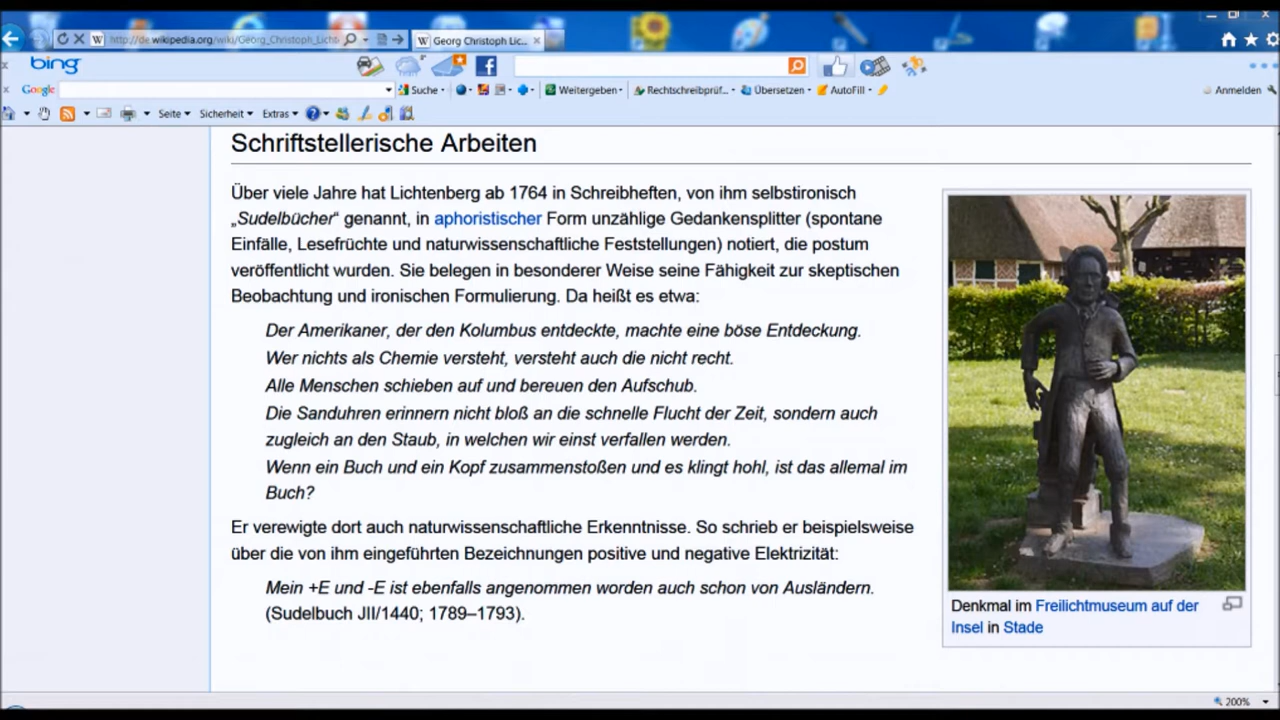 http://de.wikipedia.org/wiki/Georg_Christoph_Licht
W Georg Christoph Lic...
bing
Google
Suche
Weitergeben
Rechtschreibprüf...
Übersetzen
AutoFill
Anmelden
Seite
Sicherheit
Extras
Schriftstellerische Arbeiten
Über viele Jahre hat Lichtenberg ab 1764 in Schreibheften, von ihm selbstironisch
„Sudelbücher“ genannt, in aphoristischer Form unzählige Gedankensplitter (spontane
Einfälle, Lesefrüchte und naturwissenschaftliche Feststellungen) notiert, die postum
veröffentlicht wurden. Sie belegen in besonderer Weise seine Fähigkeit zur skeptischen
Beobachtung und ironischen Formulierung. Da heißt es etwa:
Der Amerikaner, der den Kolumbus entdeckte, machte eine böse Entdeckung.
Wer nichts als Chemie versteht, versteht auch die nicht recht.
Alle Menschen schieben auf und bereuen den Aufschub.
Die Sanduhren erinnern nicht bloß an die schnelle Flucht der Zeit, sondern auch
zugleich an den Staub, in welchen wir einst verfallen werden.
Wenn ein Buch und ein Kopf zusammenstoßen und es klingt hohl, ist das allemal im
Buch?
Er verewigte dort auch naturwissenschaftliche Erkenntnisse. So schrieb er beispielsweise
über die von ihm eingeführten Bezeichnungen positive und negative Elektrizität:
Mein +E und -E ist ebenfalls angenommen worden auch schon von Ausländern.
(Sudelbuch JII/1440; 1789–1793).
Denkmal im Freilichtmuseum auf der
Insel in Stade
200%